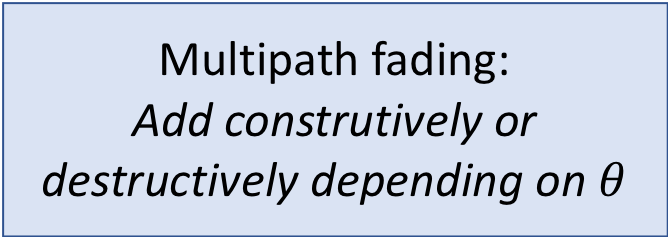 Multipath fading:
Add construtively or
destructively depending on θ